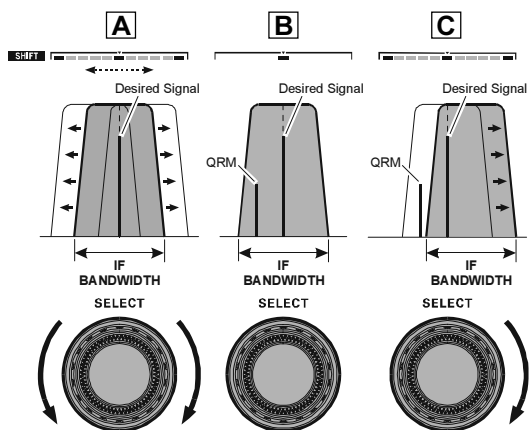 A
B
C
SHIFT
Desired Signal
Desired Signal
Desired Signal
QRM
QRM
IF
BANDWIDTH
IF
BANDWIDTH
IF
BANDWIDTH
SELECT
SELECT
SELECT